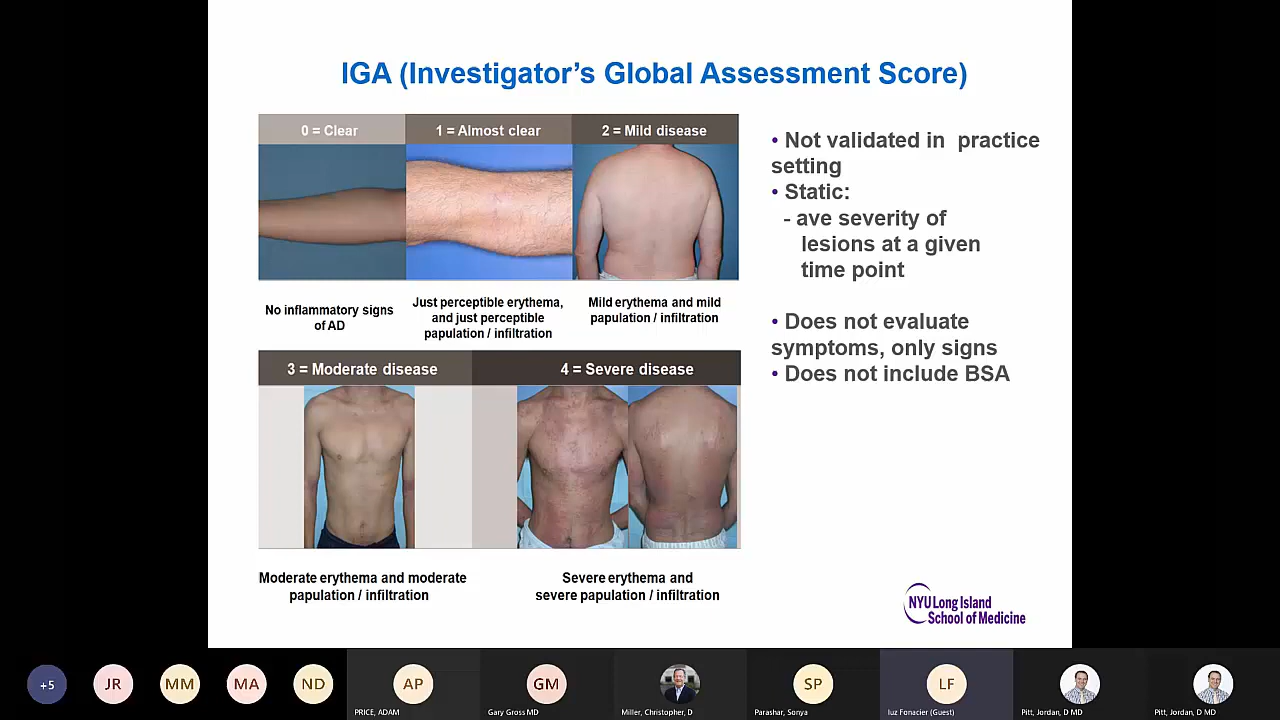 IGA (Investigator's Global Assessment Score)
0 = Clear
1 = Almost clear
2 = Mild disease
No inflammatory signs
of AD
Just perceptible erythema,
and just perceptible
papulation / infiltration
Mild erythema and mild
papulation / infiltration
3 = Moderate disease
4 = Severe disease
Moderate erythema and moderate
papulation / infiltration
Severe erythema and
severe papulation / infiltration
• Not validated in practice
setting
• Static:
- ave severity of
lesions at a given
time point
• Does not evaluate
symptoms, only signs
• Does not include BSA
NYU Long Island
School of Medicine
+5
JR
MM
MA
ND
AP
PRICE, ADAM
GM
Gary Gross MD
Miller, Christopher, D
SP
Parashar, Sonya
LF
luz Fonacier (Guest)
Pitt, Jordan, D MD
Pitt, Jordan, D MD